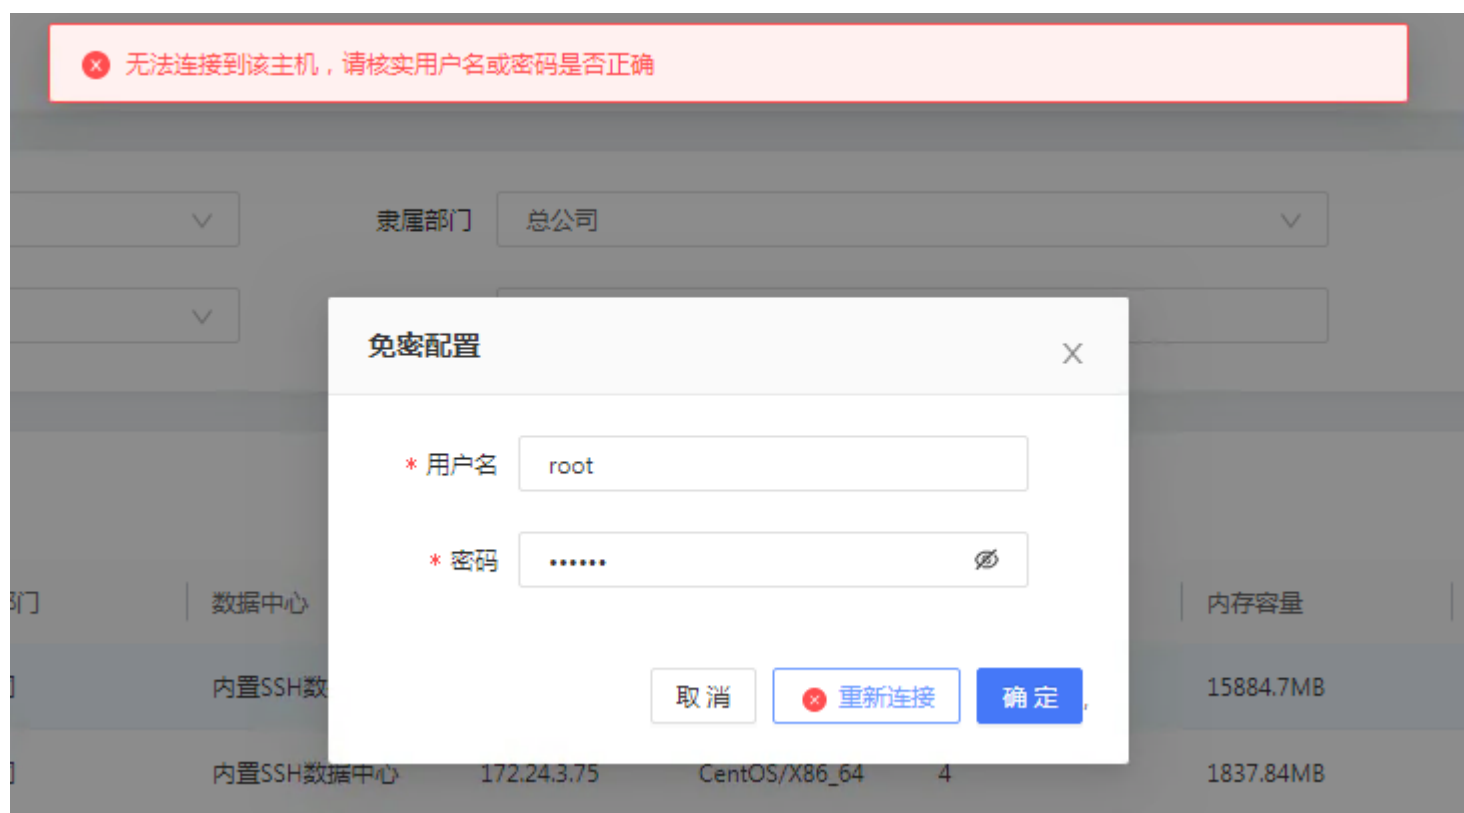 无法连接到该主机，请核实用户名或密码是否正确
隶属部门 总公司
免密配置
* 用户名 root
* 密码 ••••••
门 数据中心 内存容量
取 消 重新连接 确 定
内置SSH数 15884.7MB
内置SSH数据中心 172.24.3.75 CentOS/X86_64 4 1837.84MB